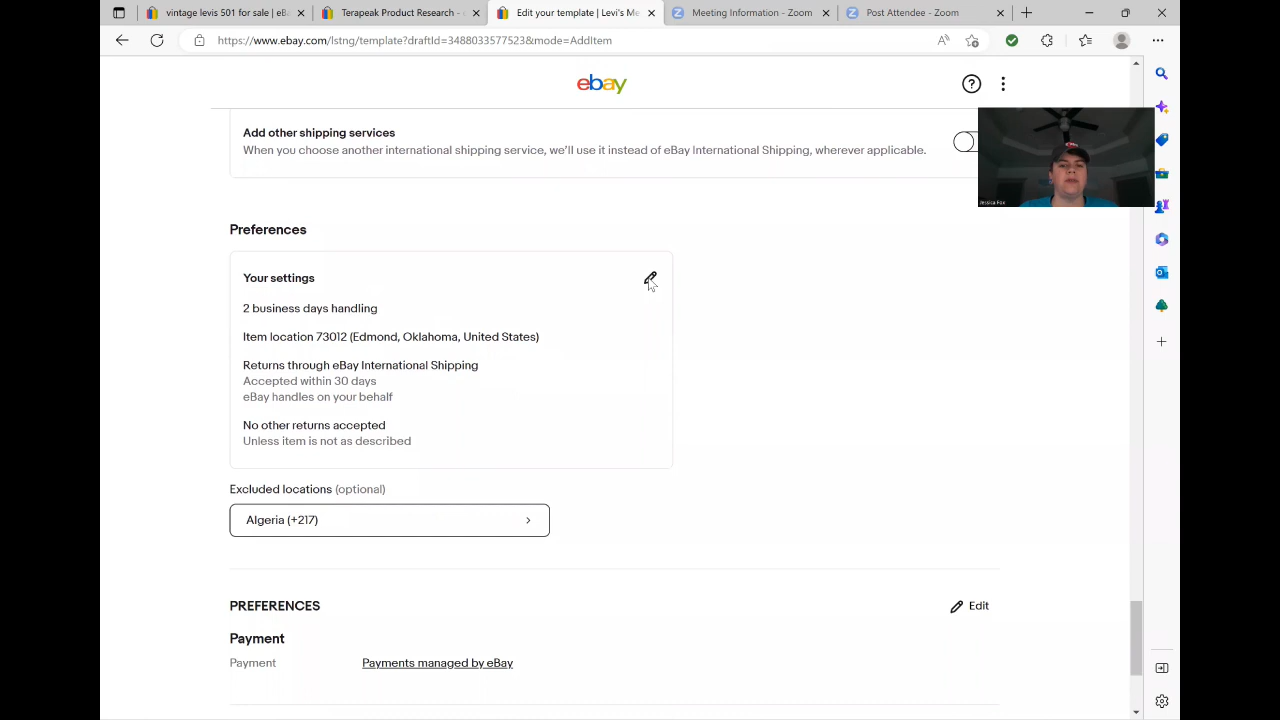 vintage levis 501 for sale | eB
Terapeak Product Research -
Edit your template | Levi's Me
Meeting Information - Zoom
Post Attendee - Zoom
https://www.ebay.com/lstng/template?draftId=3488033577523&mode=AddItem
ebay
Add other shipping services
When you choose another international shipping service, we'll use it instead of eBay International Shipping, wherever applicable.
Jessica Fox
Preferences
Your settings
2 business days handling
Item location 73012 (Edmond, Oklahoma, United States)
Returns through eBay International Shipping
Accepted within 30 days
eBay handles on your behalf
No other returns accepted
Unless item is not as described
Excluded locations (optional)
Algeria (+217)
PREFERENCES
Edit
Payment
Payment
Payments managed by eBay